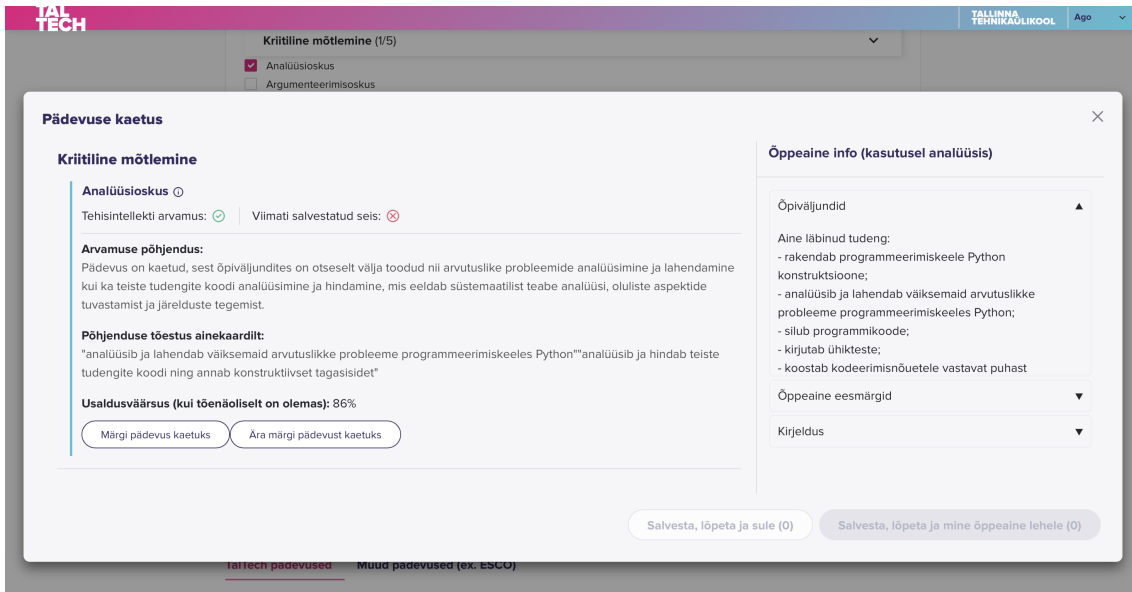 TAL
TECH
TALLINNA
TEHNIKAÜLIKOOL
Ago
Kriitiline mõtlemine (1/5)
Analüüsioskus
Argumenteerimisoskus
Pädevuse kaetus
Kriitiline mõtlemine
Analüüsioskus
Tehisintellekti arvamus:
Viimati salvestatud seis:
Arvamuse põhjendus:
Pädevus on kaetud, sest õpiväljundites on otseselt välja toodud nii arvutuslike probleemide analüüsimine ja lahendamine
kui ka teiste tudengite koodi analüüsimine ja hindamine, mis eeldab süstemaatilist teabe analüüsi, oluliste aspektide
tuvastamist ja järelduste tegemist.
Põhjenduse tõestus ainekaardilt:
"analüüsib ja lahendab väiksemaid arvutuslikke probleeme programmeerimiskeeles Python""analüüsib ja hindab teiste
tudengite koodi ning annab konstruktiivset tagasisidet"
Usaldusväärsus (kui tõenäoliselt on olemas): 86%
Märgi pädevus kaetuks
Ära märgi pädevust kaetuks
Õppeaine info (kasutusel analüüsis)
Õpiväljundid
Aine läbinud tudeng:
- rakendab programmeerimiskeele Python
konstruktsioone;
- analüüsib ja lahendab väiksemaid arvutuslikke
probleeme programmeerimiskeeles Python;
- silub programmikoode;
- kirjutab ühikteste;
- koostab kodeerimisnõuetele vastavat puhast
Õppeaine eesmärgid
Kirjeldus
Salvesta, lõpeta ja sule (0)
Salvesta, lõpeta ja mine õppeaine lehele (0)
TalTech pädevused
Muud pädevused (ex. ESCO)